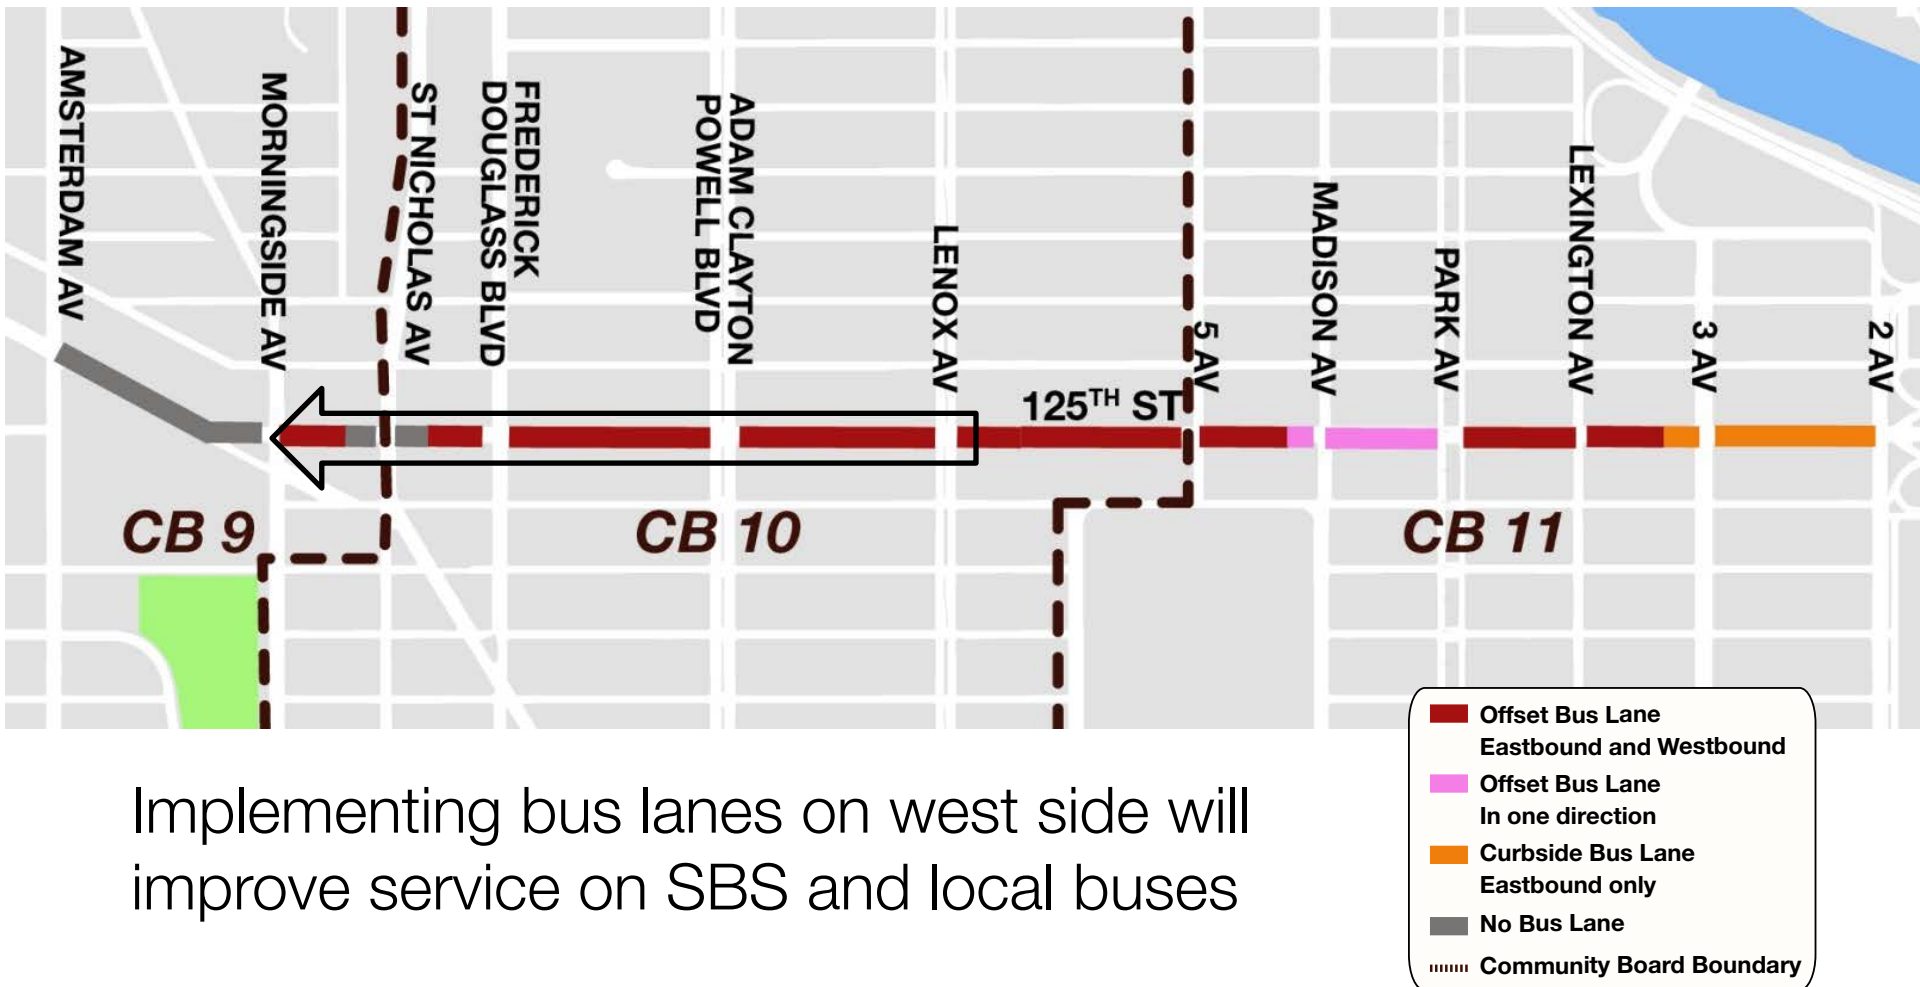 AMSTERDAM AV
MORNINGSIDE AV
ST NICHOLAS AV
FREDERICK
DOUGLASS BLVD
ADAM CLAYTON
POWELL BLVD
LENOX AV
5 AV
MADISON AV
PARK AV
LEXINGTON AV
3 AV
2 AV
125TH ST
CB 9
CB 10
CB 11
Implementing bus lanes on west side will
improve service on SBS and local buses
Offset Bus Lane
Eastbound and Westbound
Offset Bus Lane
In one direction
Curbside Bus Lane
Eastbound only
No Bus Lane
Community Board Boundary